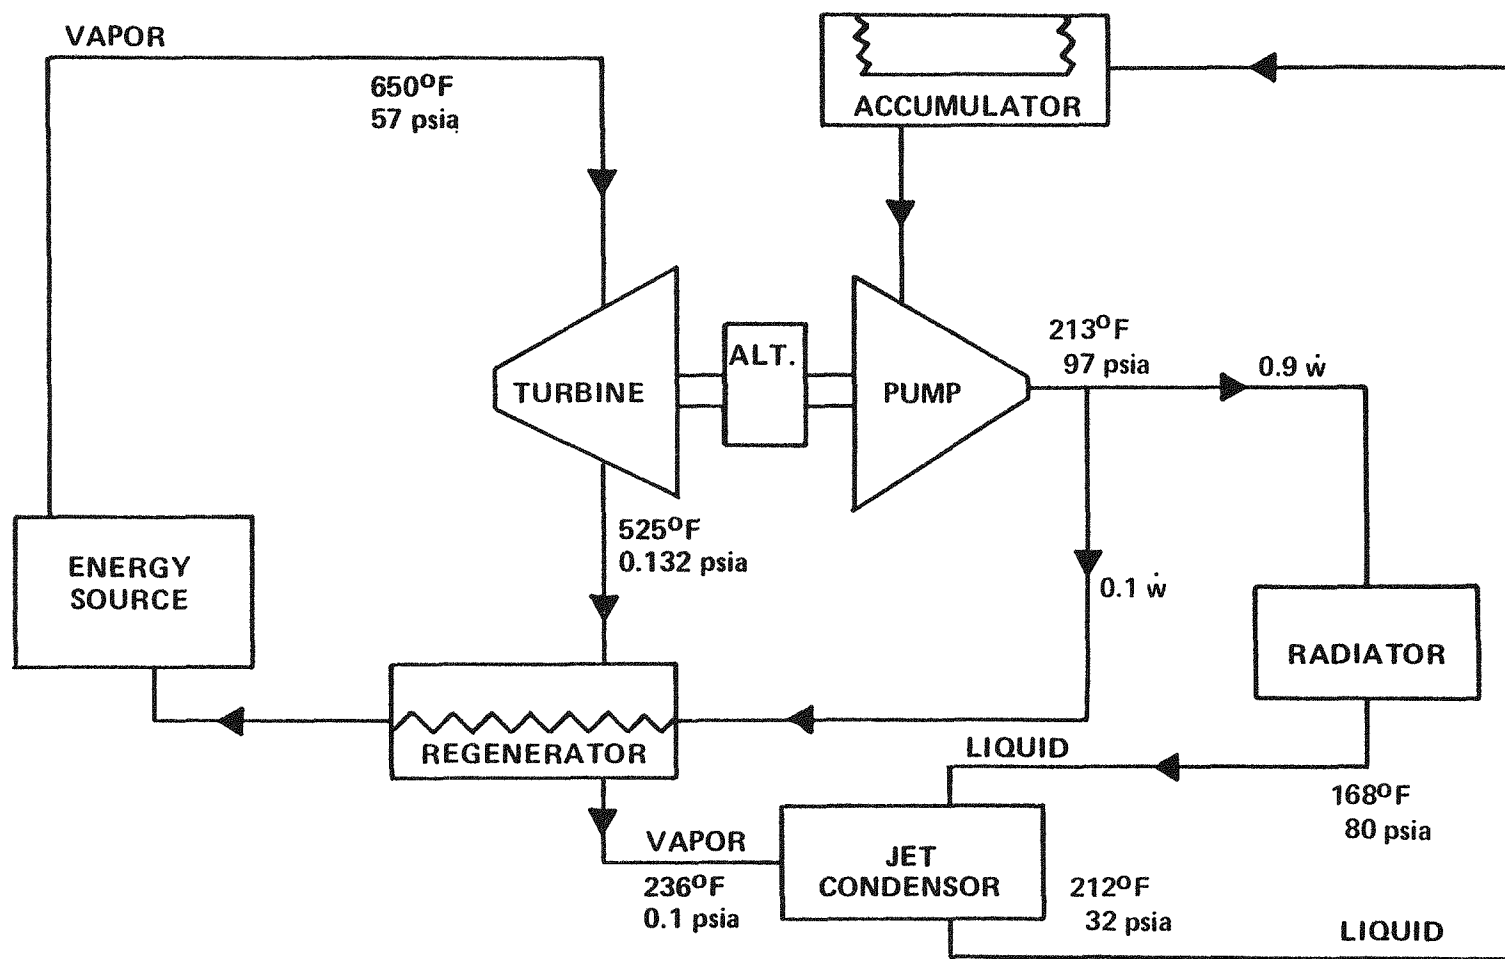 VAPOR
650°F
57 psia
ACCUMULATOR
ALT.
TURBINE
PUMP
213°F
97 psia
0.9 ẇ
525°F
0.132 psia
0.1 ẇ
ENERGY
SOURCE
RADIATOR
REGENERATOR
LIQUID
168°F
80 psia
VAPOR
236°F
0.1 psia
JET
CONDENSOR
212°F
32 psia
LIQUID